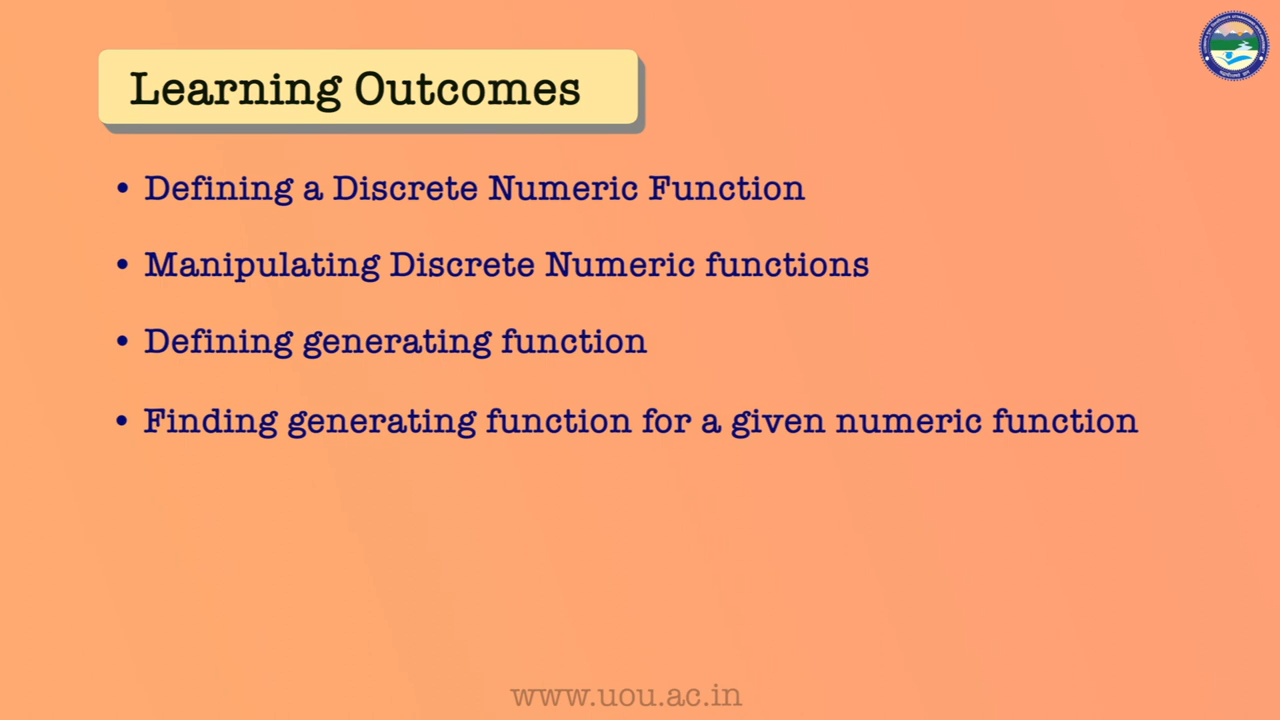 Learning Outcomes
• Defining a Discrete Numeric Function
• Manipulating Discrete Numeric functions
• Defining generating function
• Finding generating function for a given numeric function
www.uou.ac.in